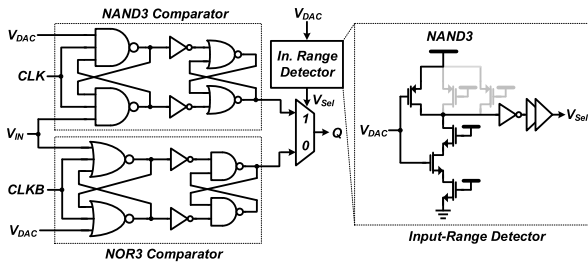 NAND3 Comparator
V_DAC
CLK
V_IN
CLKB
V_DAC
NOR3 Comparator
V_DAC
In. Range
Detector
V_Sel
1
0
Q
NAND3
V_DAC
V_Sel
Input-Range Detector